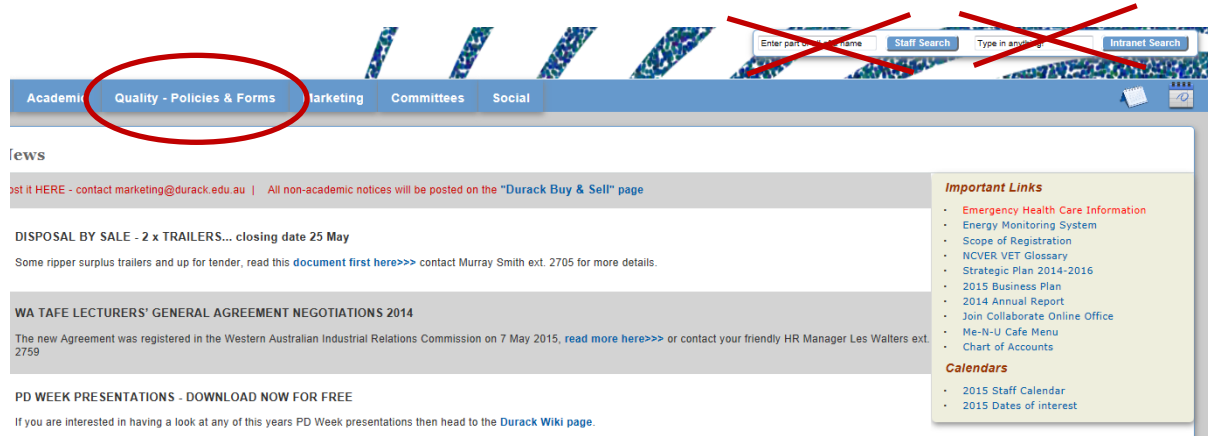 Enter part name Staff Search Type in Intranet Search
Academic Quality - Policies & Forms Marketing Committees Social
News
ost it HERE - contact marketing@durack.edu.au | All non-academic notices will be posted on the "Durack Buy & Sell" page
DISPOSAL BY SALE - 2 x TRAILERS... closing date 25 May
Some ripper surplus trailers and up for tender, read this document first here>>> contact Murray Smith ext. 2705 for more details.
WA TAFE LECTURERS' GENERAL AGREEMENT NEGOTIATIONS 2014
The new Agreement was registered in the Western Australian Industrial Relations Commission on 7 May 2015, read more here>>> or contact your friendly HR Manager Les Walters ext.
2759
PD WEEK PRESENTATIONS - DOWNLOAD NOW FOR FREE
If you are interested in having a look at any of this years PD Week presentations then head to the Durack Wiki page.
Important Links
· Emergency Health Care Information
· Energy Monitoring System
· Scope of Registration
· NCVER VET Glossary
· Strategic Plan 2014-2016
· 2015 Business Plan
· 2014 Annual Report
· Join Collaborate Online Office
· Me-N-U Cafe Menu
· Chart of Accounts
Calendars
· 2015 Staff Calendar
· 2015 Dates of interest